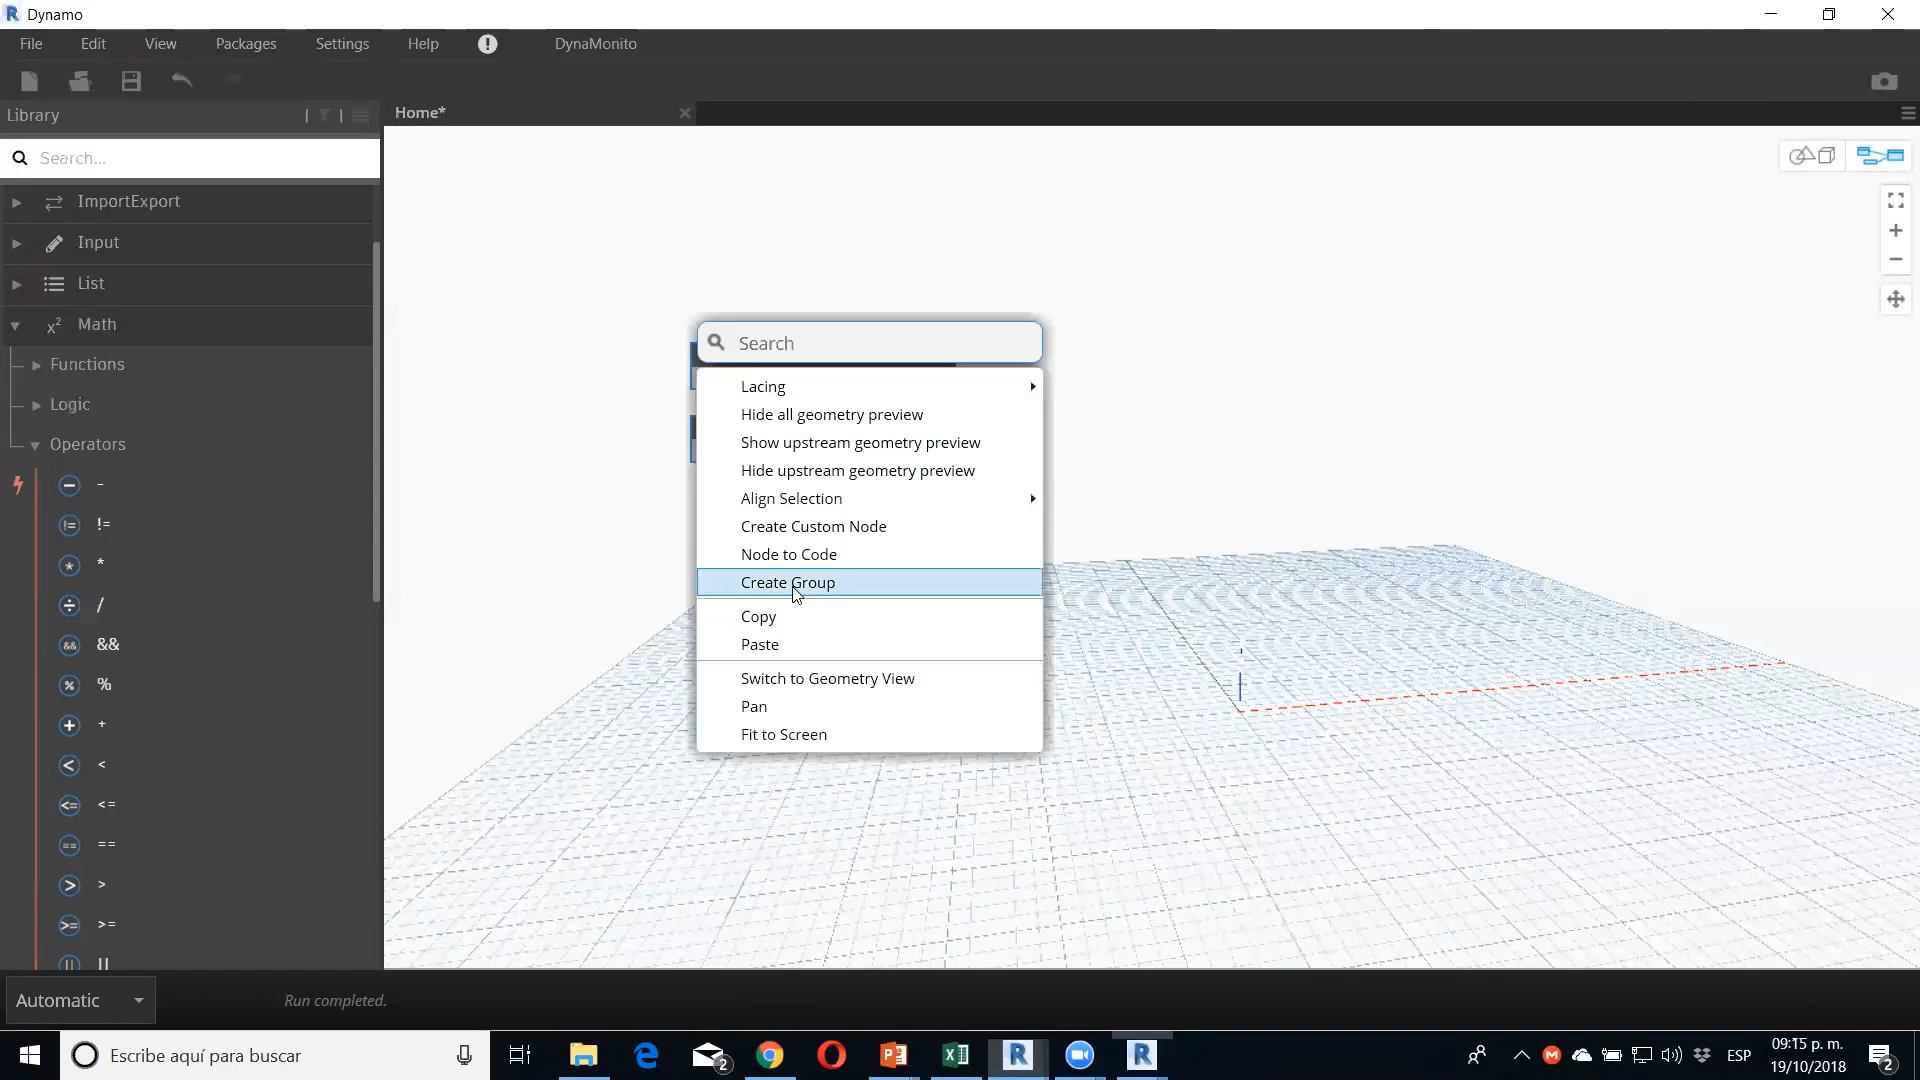 Dynamo
File Edit View Packages Settings Help DynaMonito
Library
Home*
Search...
ImportExport
Input
List
Math
Functions
Logic
Operators
-
!=
*
/
&&
%
+
<
<=
==
>
>=
||
Search
Lacing
Hide all geometry preview
Show upstream geometry preview
Hide upstream geometry preview
Align Selection
Create Custom Node
Node to Code
Create Group
Copy
Paste
Switch to Geometry View
Pan
Fit to Screen
Automatic
Run completed.
Escribe aquí para buscar
2
ESP
09:15 p. m.
19/10/2018
2